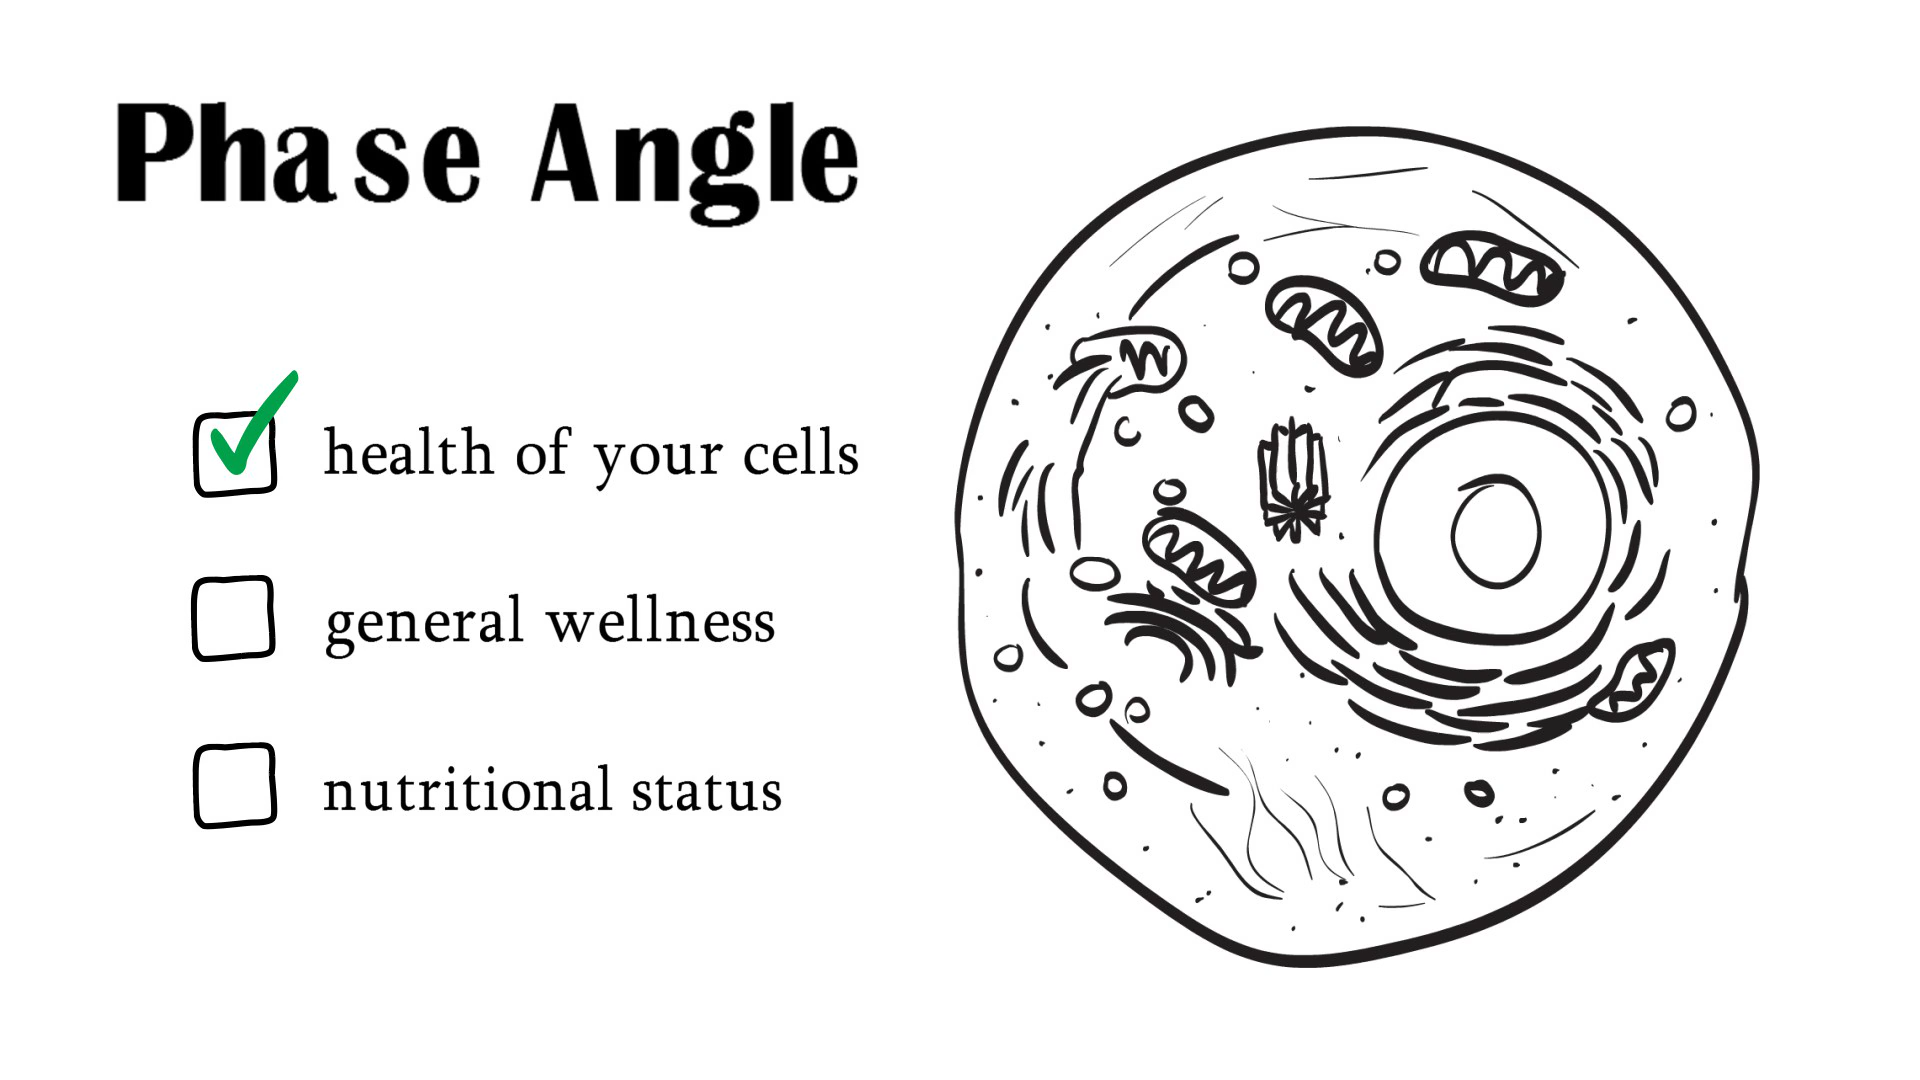 Phase Angle
health of your cells
general wellness
nutritional status